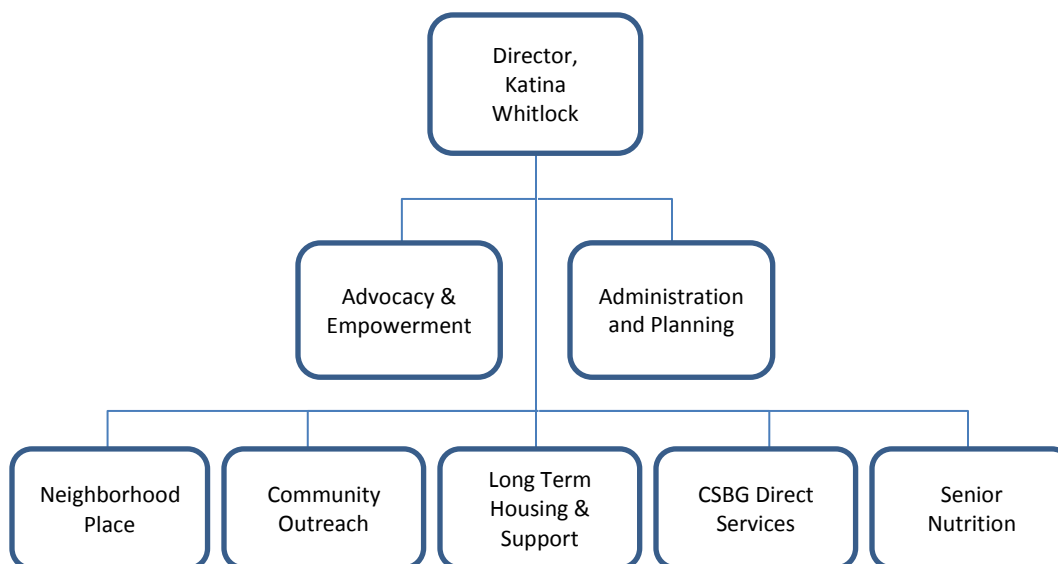 Director,
Katina
Whitlock
Advocacy &
Empowerment
Administration
and Planning
Neighborhood
Place
Community
Outreach
Long Term
Housing &
Support
CSBG Direct
Services
Senior
Nutrition